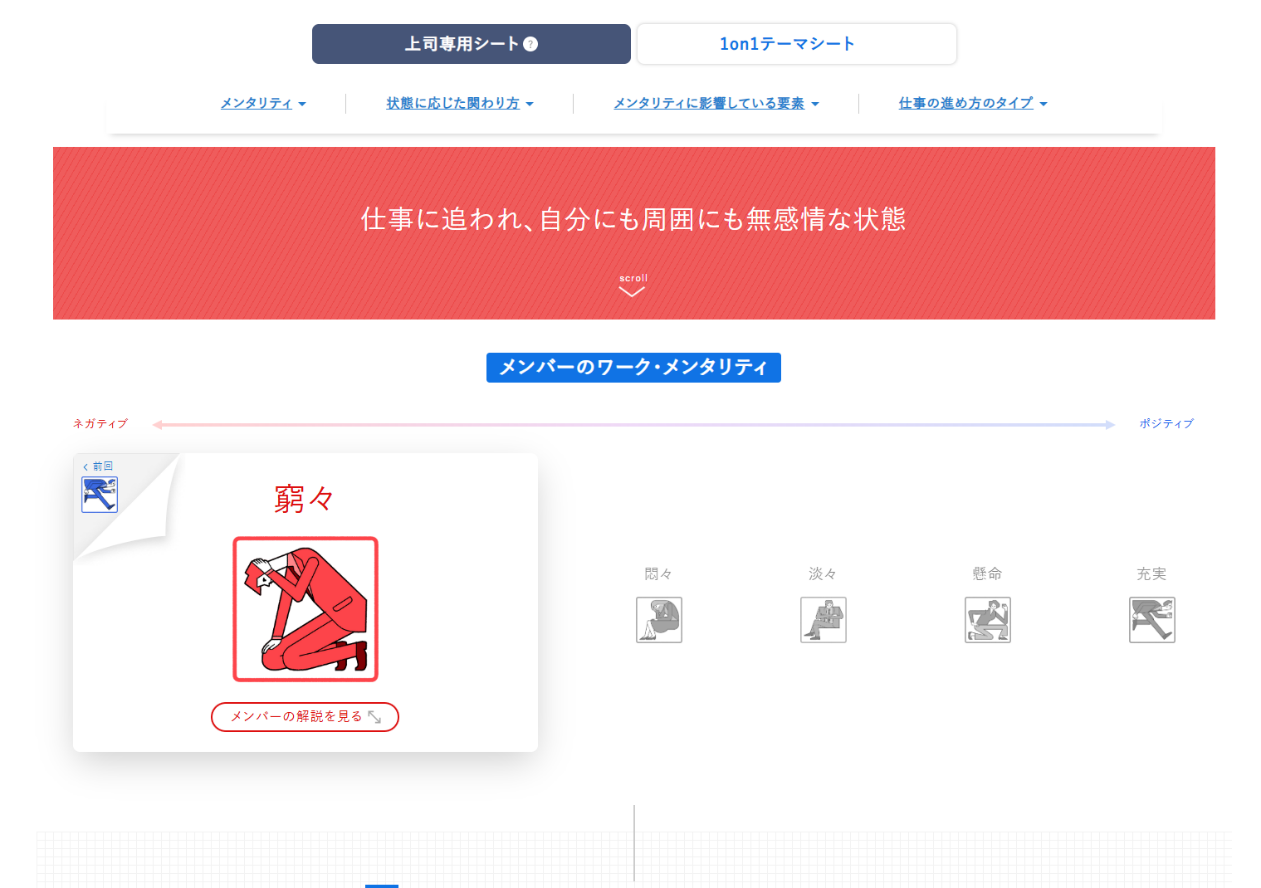 上司専用シート ?
1on1テーマシート
メンタリティ
状態に応じた関わり方
メンタリティに影響している要素
仕事の進め方のタイプ
仕事に追われ、自分にも周囲にも無感情な状態
scroll
メンバーのワーク・メンタリティ
ネガティブ
ポジティブ
前回
窮々
メンバーの解説を見る
悶々
淡々
懸命
充実